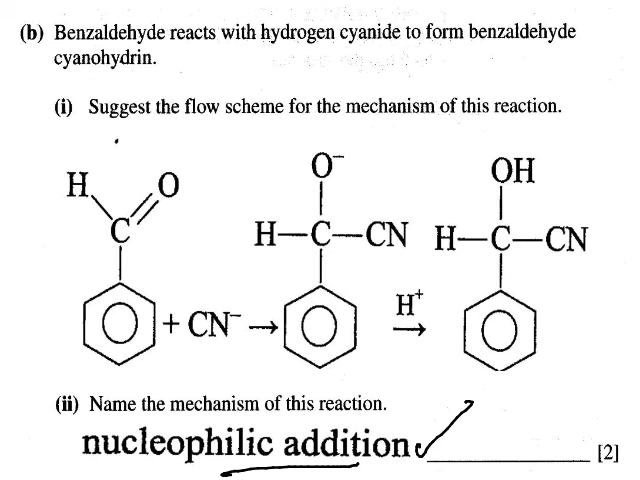 (b) Benzaldehyde reacts with hydrogen cyanide to form benzaldehyde
cyanohydrin.
(i) Suggest the flow scheme for the mechanism of this reaction.
H O
C
+ CN⁻ →
O⁻
H—C—CN
H⁺
→
OH
H—C—CN
(ii) Name the mechanism of this reaction.
nucleophilic addition
[2]